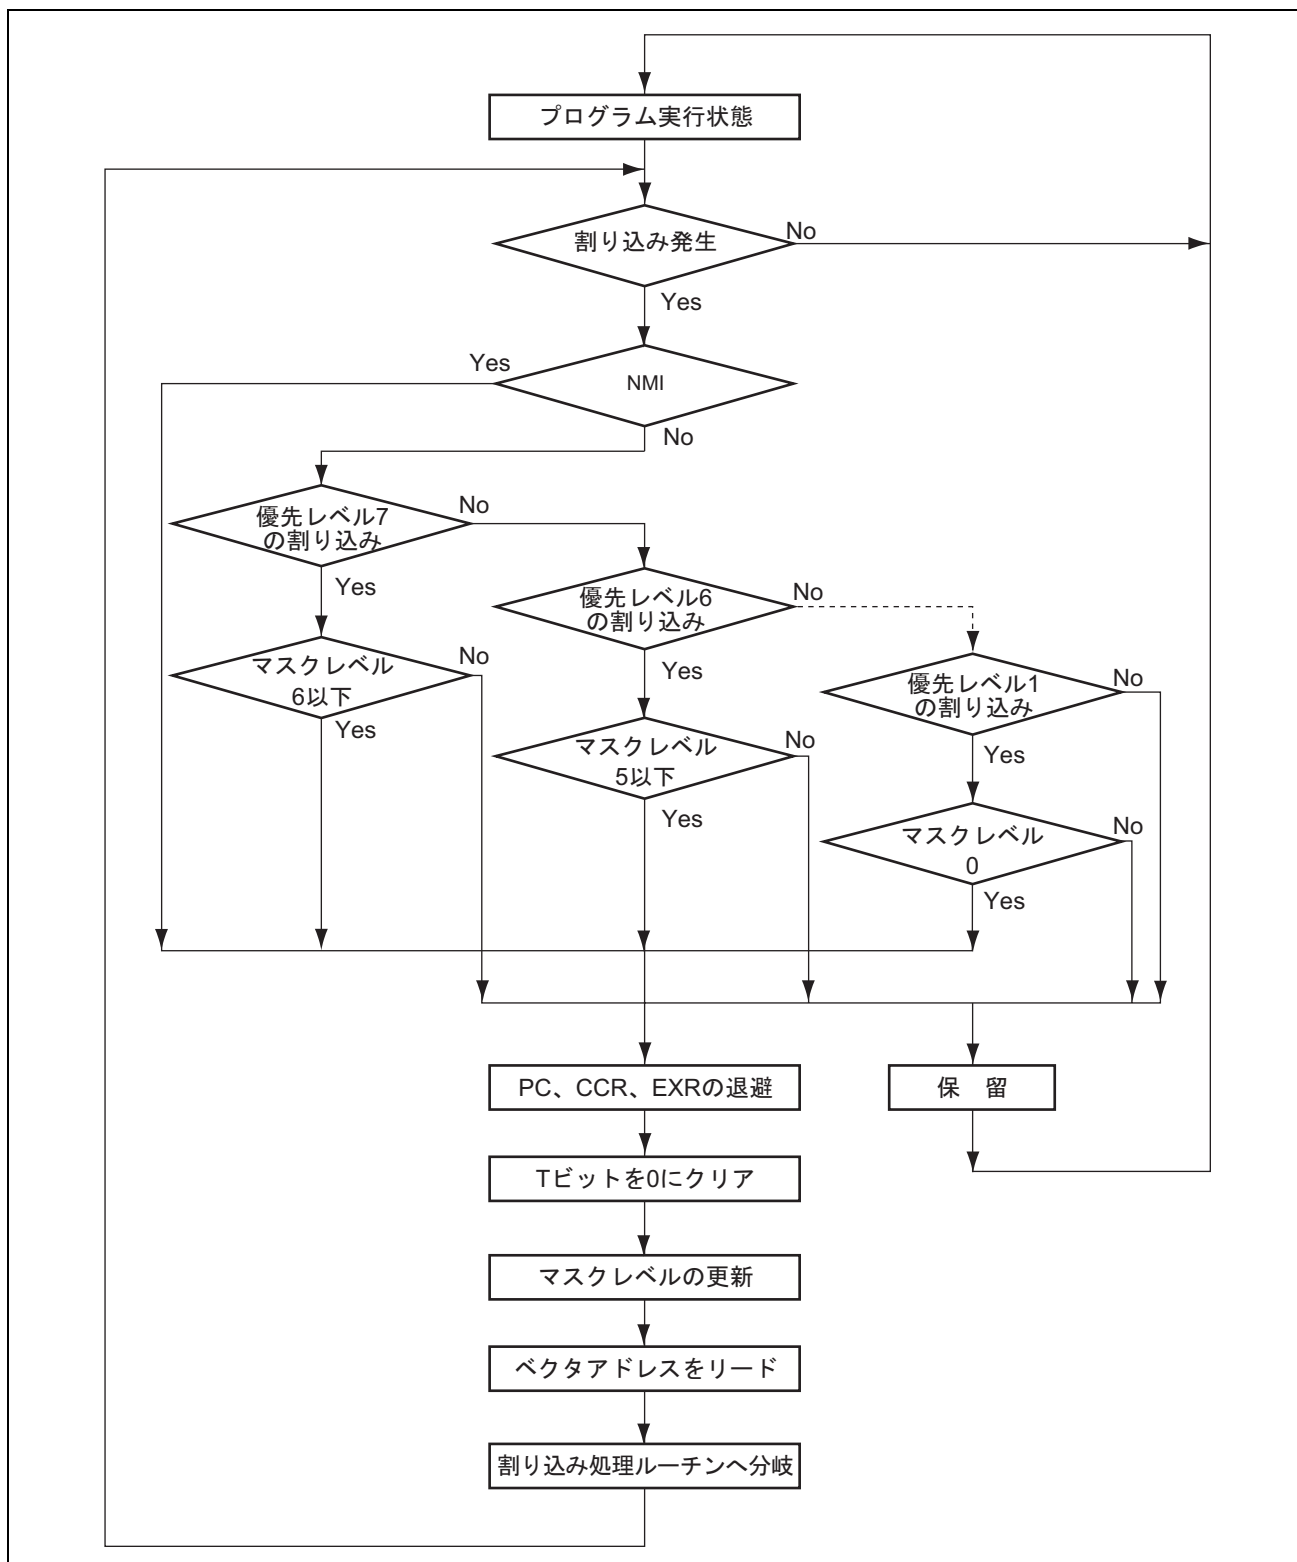 プログラム実行状態
割り込み発生
No
Yes
Yes
NMI
No
優先レベル7
の割り込み
No
Yes
優先レベル6
の割り込み
No
Yes
マスクレベル
6以下
No
Yes
優先レベル1
の割り込み
No
Yes
マスクレベル
5以下
No
Yes
マスクレベル
0
No
Yes
PC、CCR、EXRの退避
保 留
Tビットを0にクリア
マスクレベルの更新
ベクタアドレスをリード
割り込み処理ルーチンへ分岐